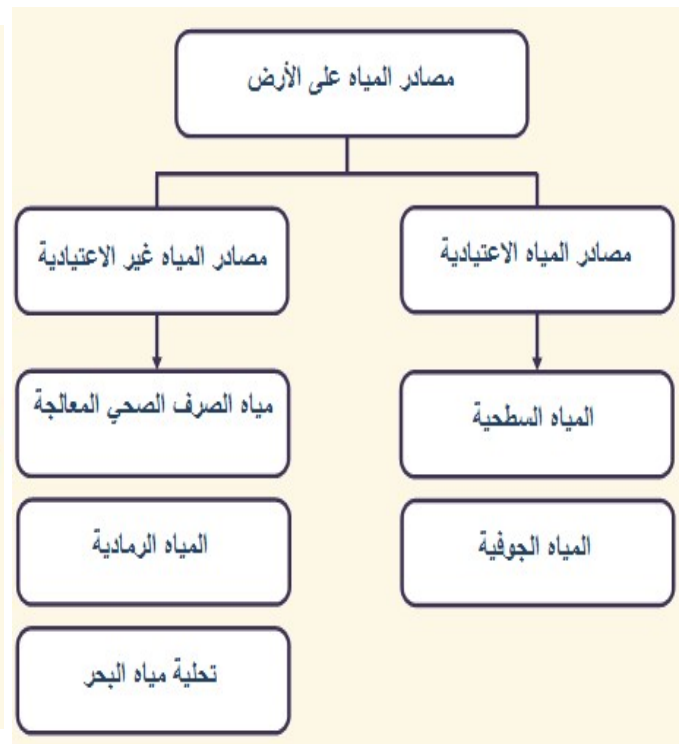 مصادر المياه على الأرض
مصادر المياه الاعتيادية
مصادر المياه غير الاعتيادية
المياه السطحية
مياه الصرف الصحي المعالجة
المياه الجوفية
المياه الرمادية
تحلية مياه البحر